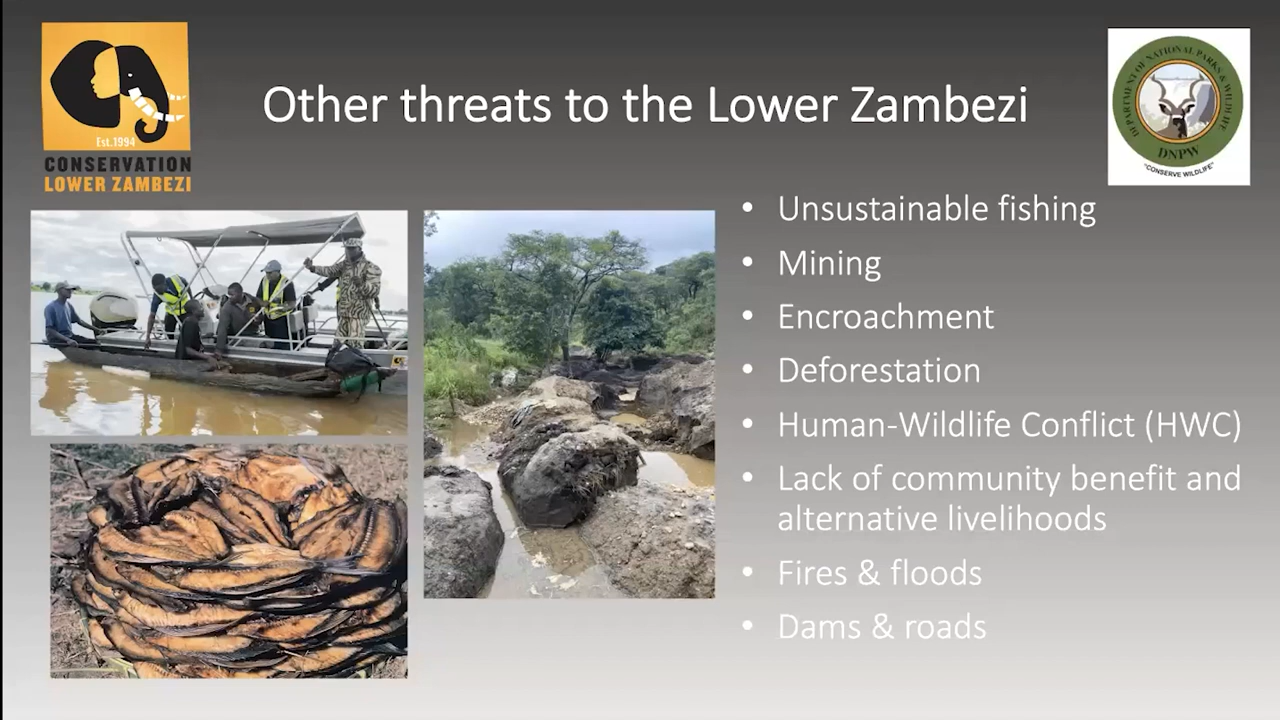 Est.1994
CONSERVATION
LOWER ZAMBEZI
Other threats to the Lower Zambezi
DEPARTMENT OF NATIONAL PARKS & WILDLIFE
DNPW
"CONSERVE WILDLIFE"
• Unsustainable fishing
• Mining
• Encroachment
• Deforestation
• Human-Wildlife Conflict (HWC)
• Lack of community benefit and
alternative livelihoods
• Fires & floods
• Dams & roads